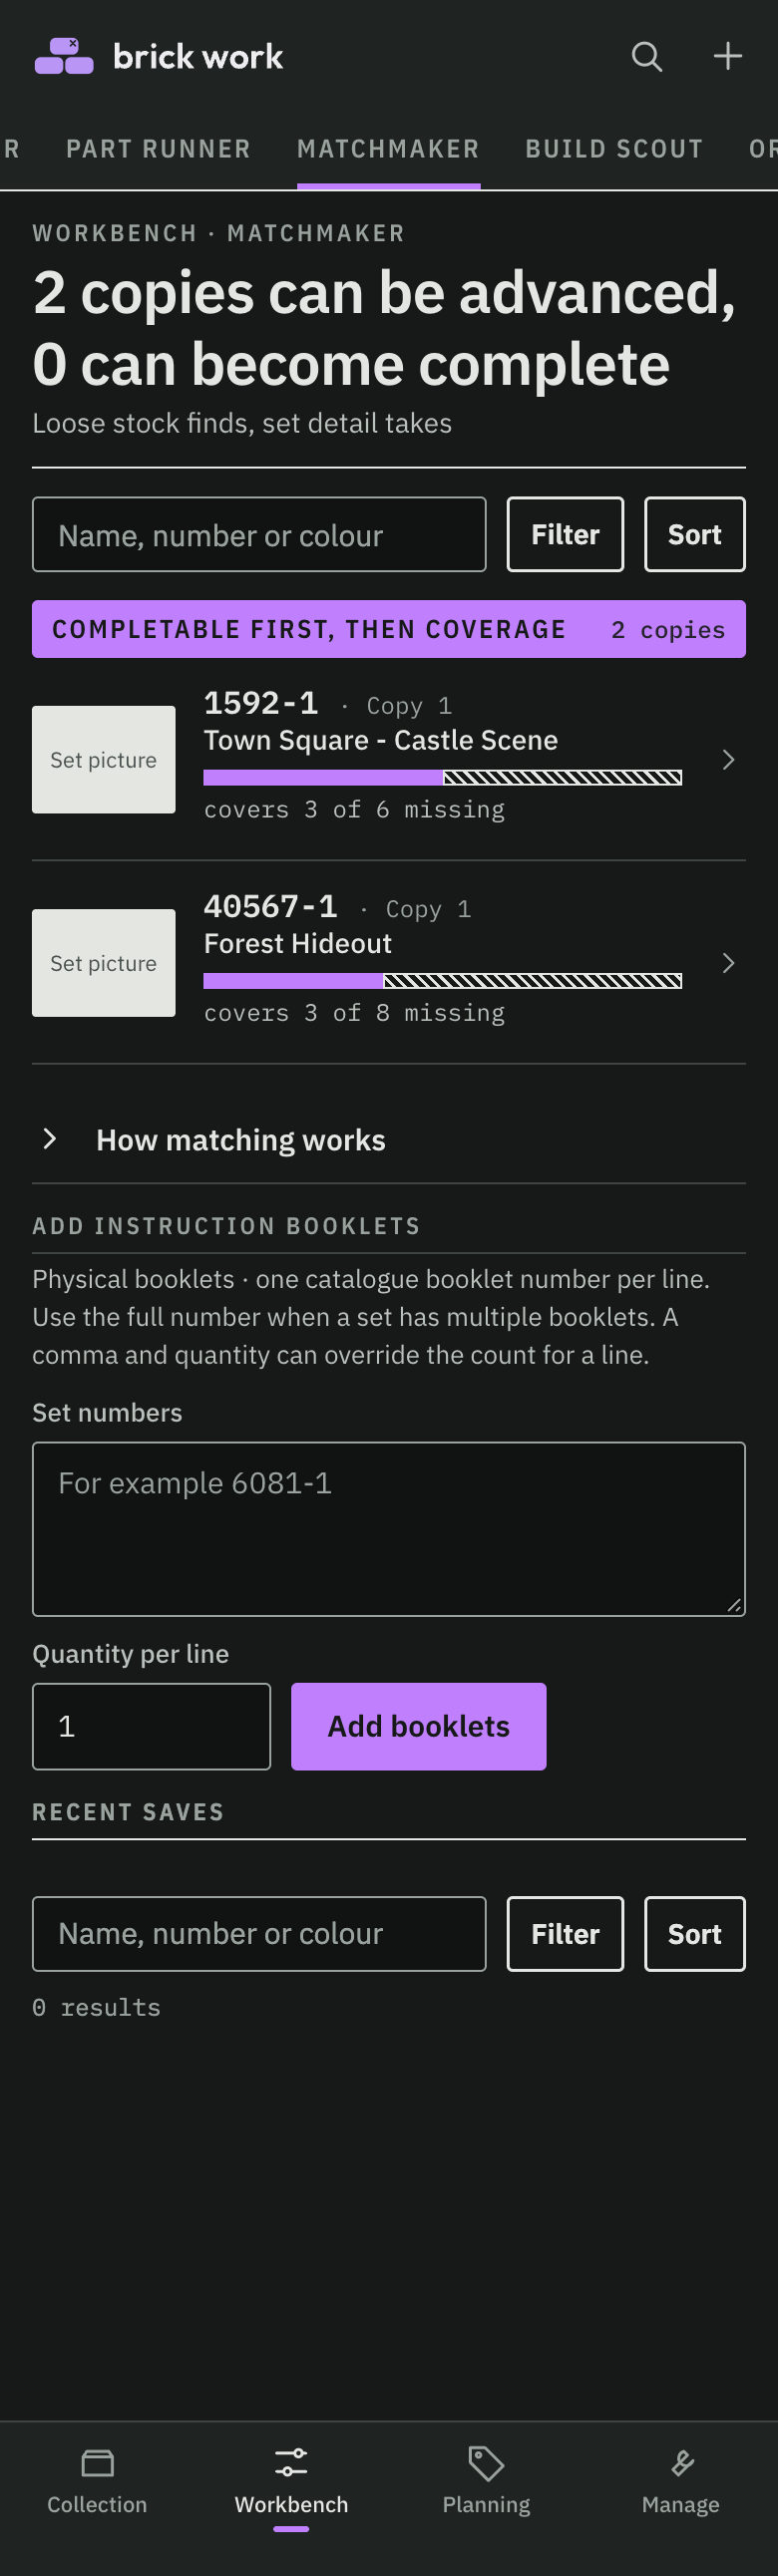 brick work
R PART RUNNER MATCHMAKER BUILD SCOUT OR
WORKBENCH · MATCHMAKER
2 copies can be advanced,
0 can become complete
Loose stock finds, set detail takes
Name, number or colour Filter Sort
COMPLETABLE FIRST, THEN COVERAGE 2 copies
Set picture
1592-1 · Copy 1
Town Square - Castle Scene
covers 3 of 6 missing
Set picture
40567-1 · Copy 1
Forest Hideout
covers 3 of 8 missing
How matching works
ADD INSTRUCTION BOOKLETS
Physical booklets · one catalogue booklet number per line.
Use the full number when a set has multiple booklets. A
comma and quantity can override the count for a line.
Set numbers
For example 6081-1
Quantity per line
1 Add booklets
RECENT SAVES
Name, number or colour Filter Sort
0 results
Collection Workbench Planning Manage